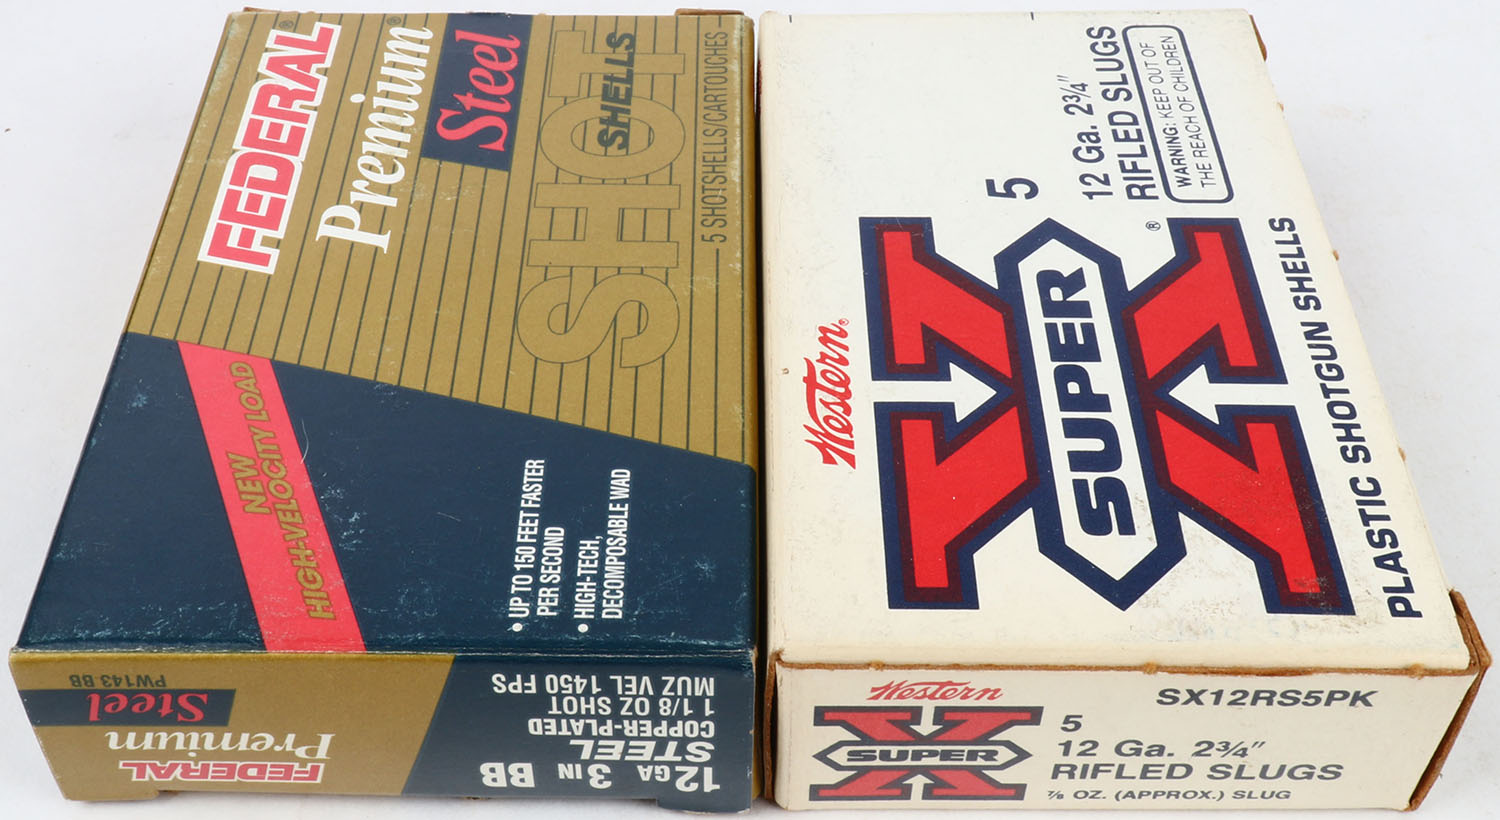 FEDERAL®
Premium®
Steel
SHOT
SHELLS
5 SHOTSHELLS/CARTOUCHES
NEW
HIGH-VELOCITY LOAD
• UP TO 150 FEET FASTER
PER SECOND
• HIGH-TECH,
DECOMPOSABLE WAD
12 GA 3 IN BB
STEEL
COPPER-PLATED
1 1/8 OZ SHOT
MUZ VEL 1450 FPS
FEDERAL
Premium
Steel
PW143 BB
Western®
SUPER
X®
5
12 Ga. 2¾"
RIFLED SLUGS
WARNING: KEEP OUT OF
THE REACH OF CHILDREN
PLASTIC SHOTGUN SHELLS
Western
SUPER
X
SX12RS5PK
5
12 Ga. 2¾"
RIFLED SLUGS
⅞ OZ. (APPROX.) SLUG